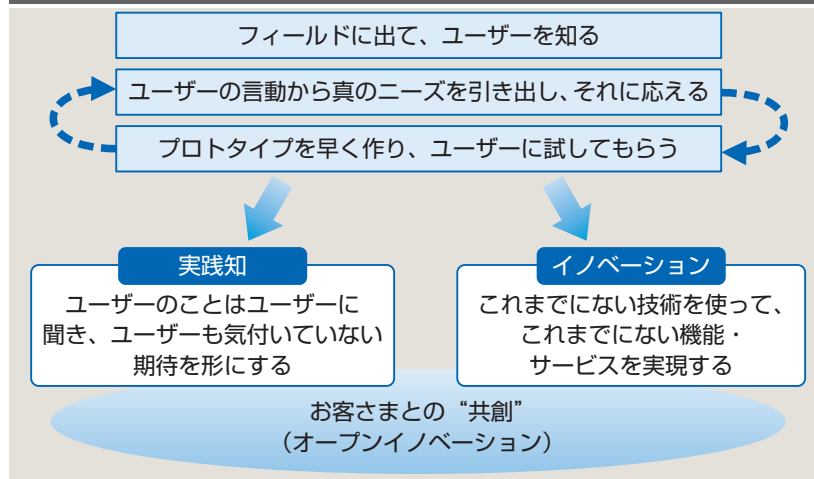 フィールドに出て、ユーザーを知る
ユーザーの言動から真のニーズを引き出し、それに応える
プロトタイプを早く作り、ユーザーに試してもらう
実践知
ユーザーのことはユーザーに
聞き、ユーザーも気付いていない
期待を形にする
イノベーション
これまでにない技術を使って、
これまでにない機能・
サービスを実現する
お客さまとの“共創”
（オープンイノベーション）